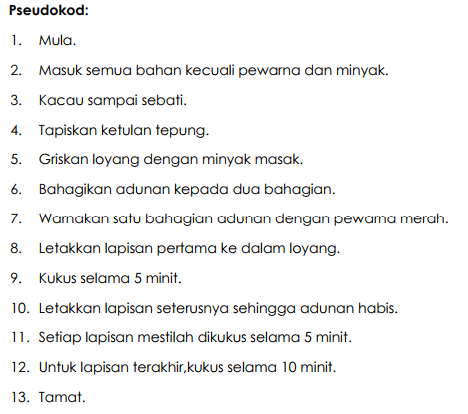 Pseudokod:
1. Mula.
2. Masuk semua bahan kecuali pewarna dan minyak.
3. Kacau sampai sebati.
4. Tapiskan ketulan tepung.
5. Griskan loyang dengan minyak masak.
6. Bahagikan adunan kepada dua bahagian.
7. Warnakan satu bahagian adunan dengan pewarna merah.
8. Letakkan lapisan pertama ke dalam loyang.
9. Kukus selama 5 minit.
10. Letakkan lapisan seterusnya sehingga adunan habis.
11. Setiap lapisan mestilah dikukus selama 5 minit.
12. Untuk lapisan terakhir,kukus selama 10 minit.
13. Tamat.